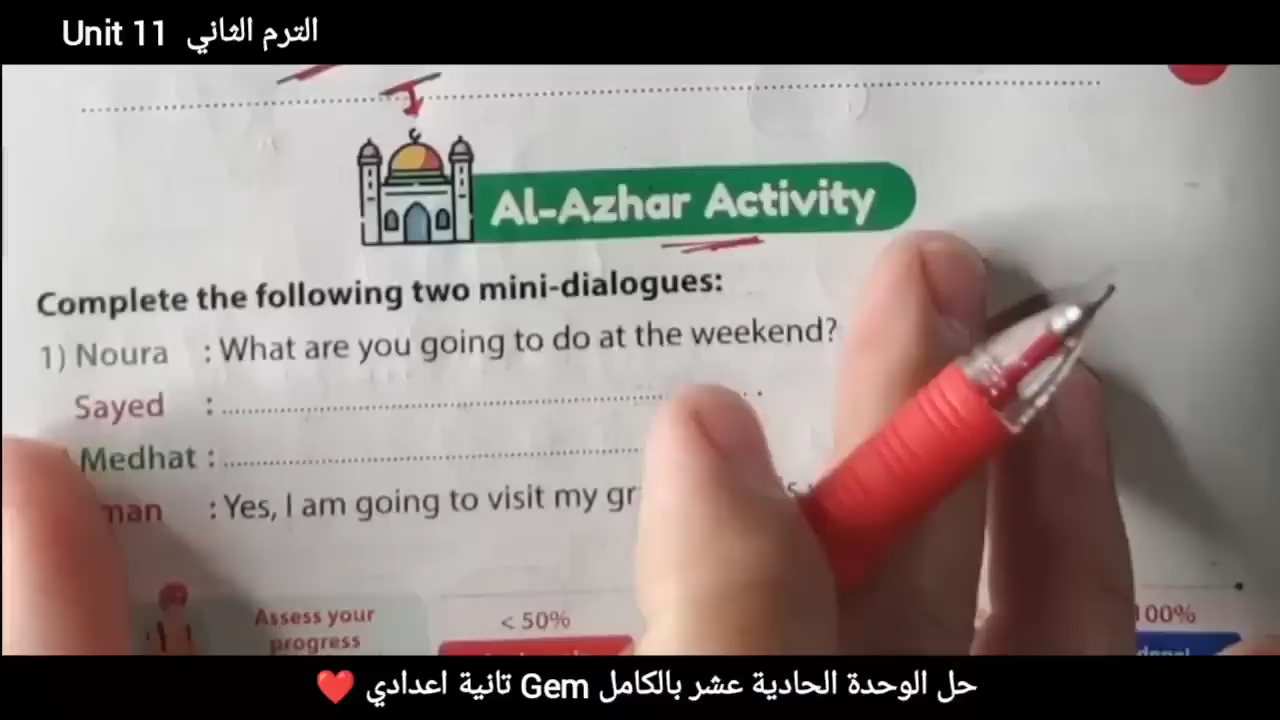 Unit 11 الترم الثاني
Al-Azhar Activity
Complete the following two mini-dialogues:
1) Noura : What are you going to do at the weekend?
Sayed : ........................................................ .
Medhat : ........................................................
: Yes, I am going to visit my
Assess your
progress
< 50%
100%
حل الوحدة الحادية عشر بالكامل Gem تانية اعدادي ❤️